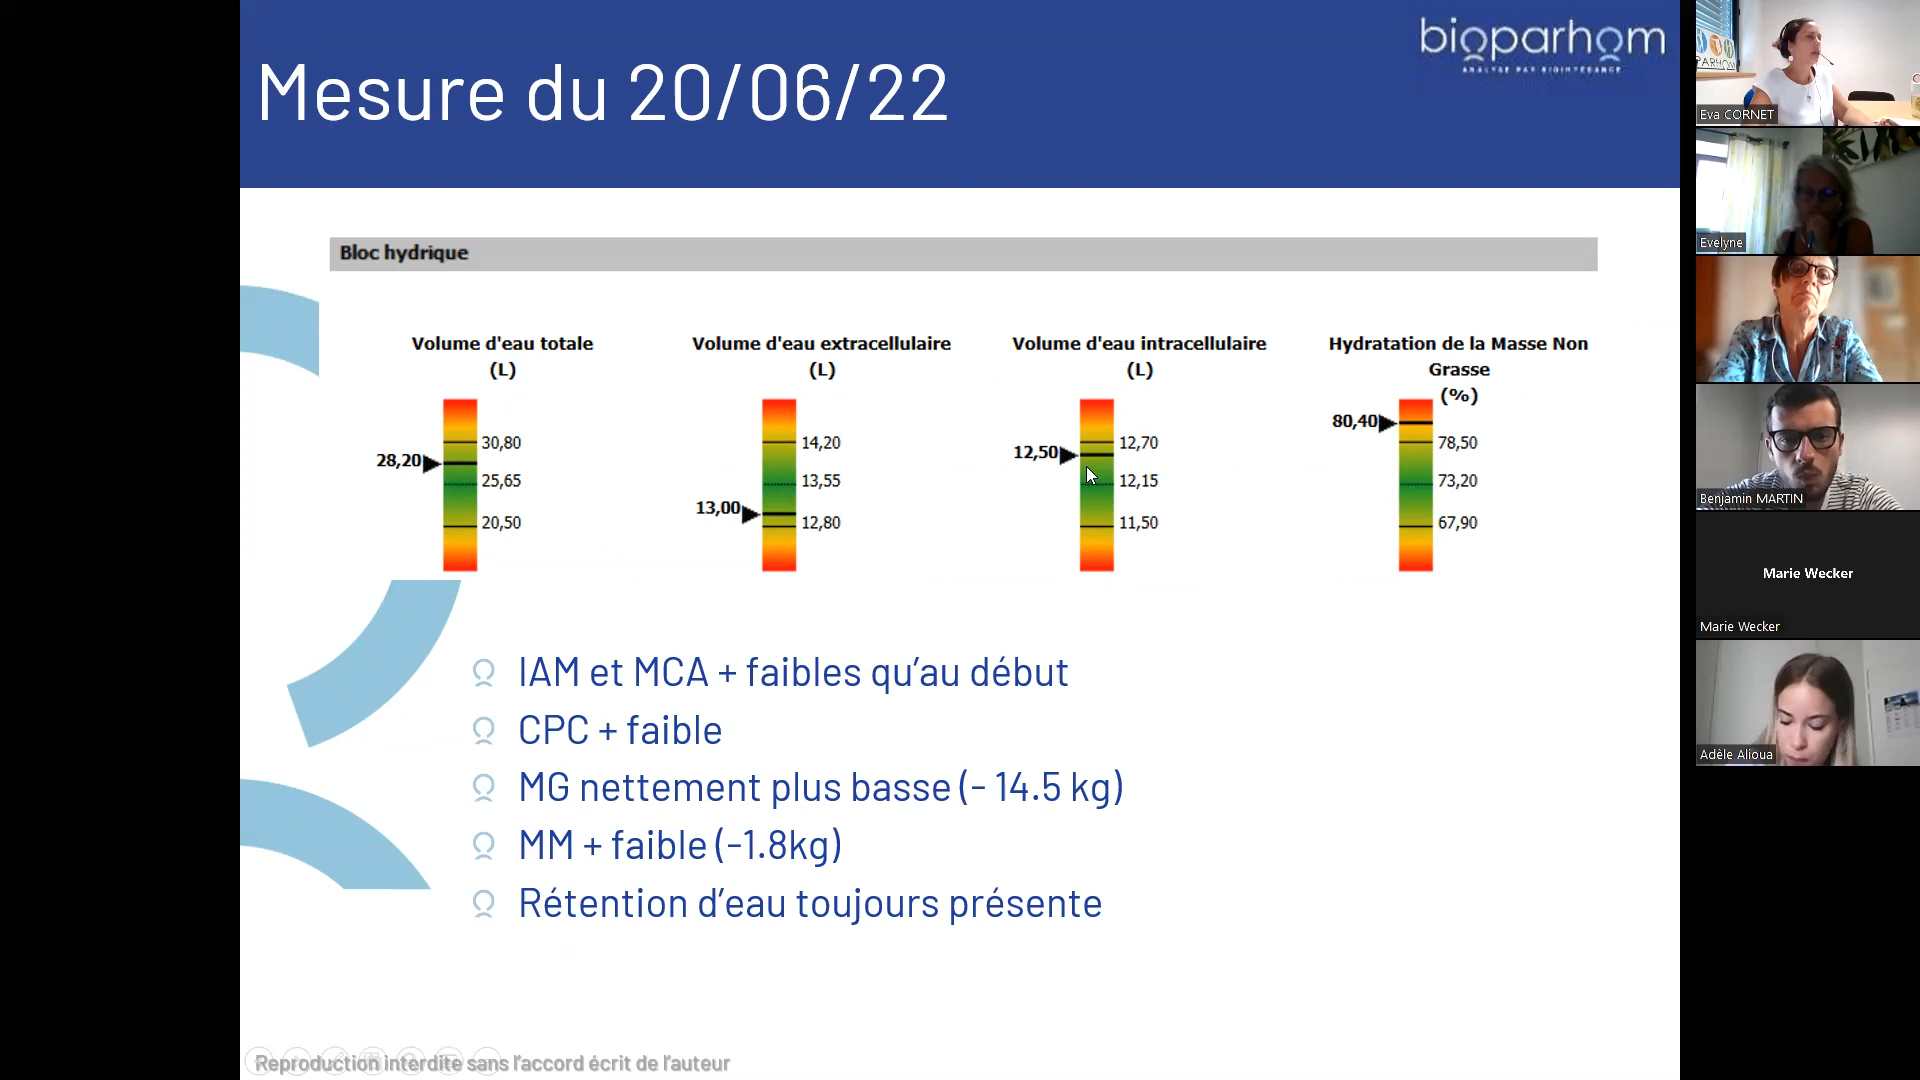 Mesure du 20/06/22
bioparhom
ANALYSE PAR BIOIMPÉDANCE
Bloc hydrique
Volume d'eau totale
(L)
28,20
30,80
25,65
20,50
Volume d'eau extracellulaire
(L)
13,00
14,20
13,55
12,80
Volume d'eau intracellulaire
(L)
12,50
12,70
12,15
11,50
Hydratation de la Masse Non
Grasse
(%)
80,40
78,50
73,20
67,90
IAM et MCA + faibles qu'au début
CPC + faible
MG nettement plus basse (- 14.5 kg)
MM + faible (-1.8kg)
Rétention d'eau toujours présente
Reproduction interdite sans l'accord écrit de l'auteur
PARHOM
Eva CORNET
Evelyne
Benjamin MARTIN
Marie Wecker
Marie Wecker
Adèle Alioua